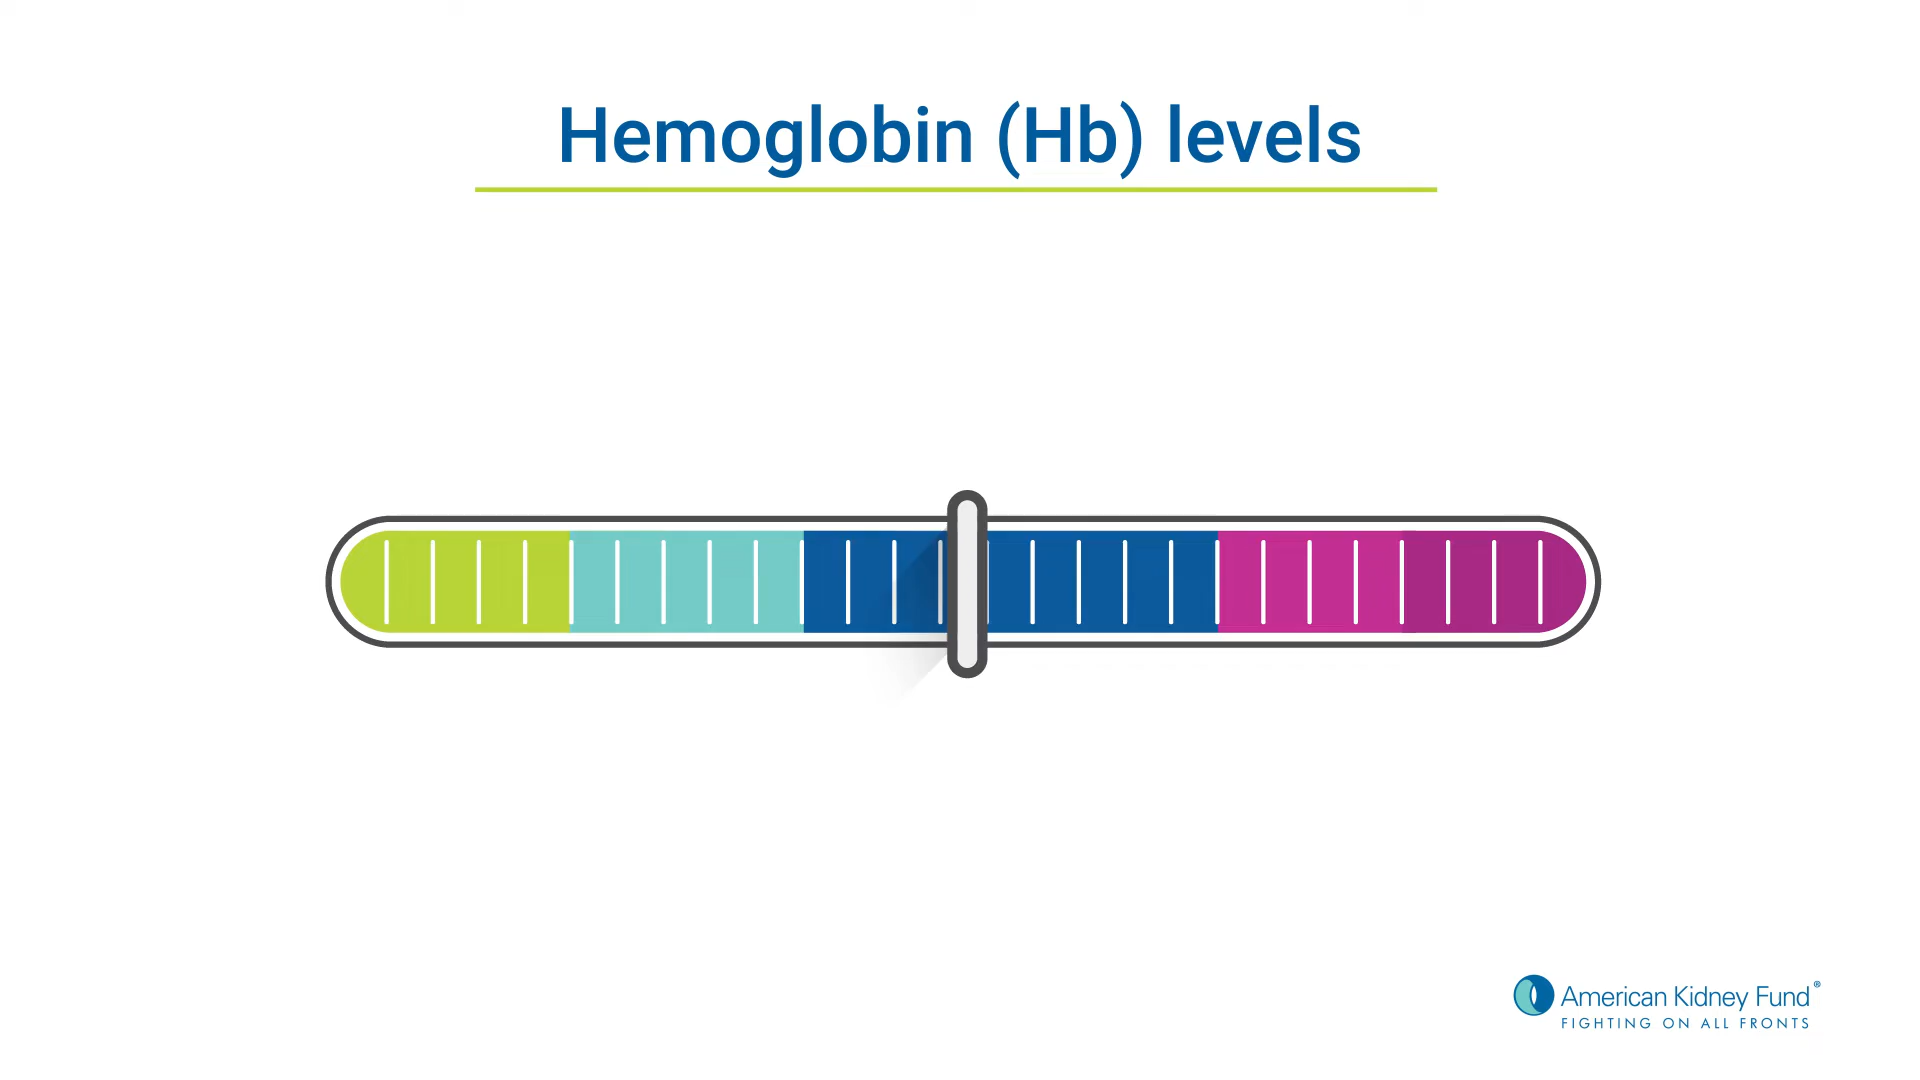 Hemoglobin (Hb) levels
American Kidney Fund®
FIGHTING ON ALL FRONTS